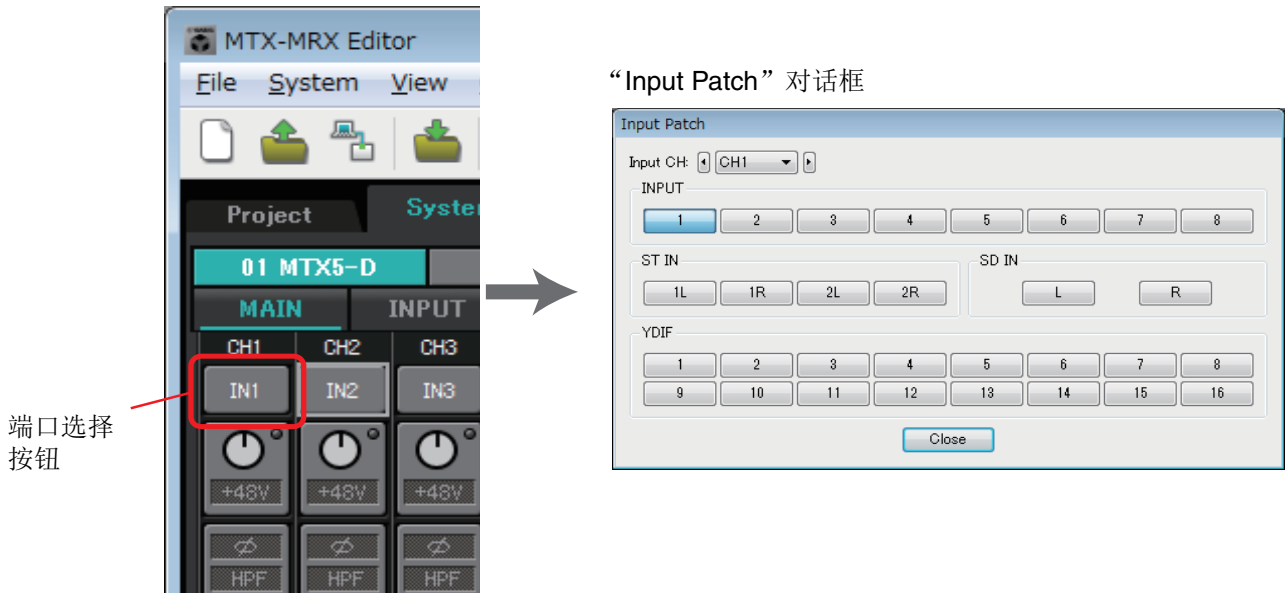 MTX-MRX Editor
File System View
Project Syste
01 MTX5-D
MAIN INPUT
CH1 CH2 CH3
IN1 IN2 IN3
+48V +48V +48V
HPF HPF HPF
端口选择
按钮
“Input Patch”对话框
Input Patch
Input CH: CH1
INPUT
1 2 3 4 5 6 7 8
ST IN SD IN
1L 1R 2L 2R L R
YDIF
1 2 3 4 5 6 7 8
9 10 11 12 13 14 15 16
Close